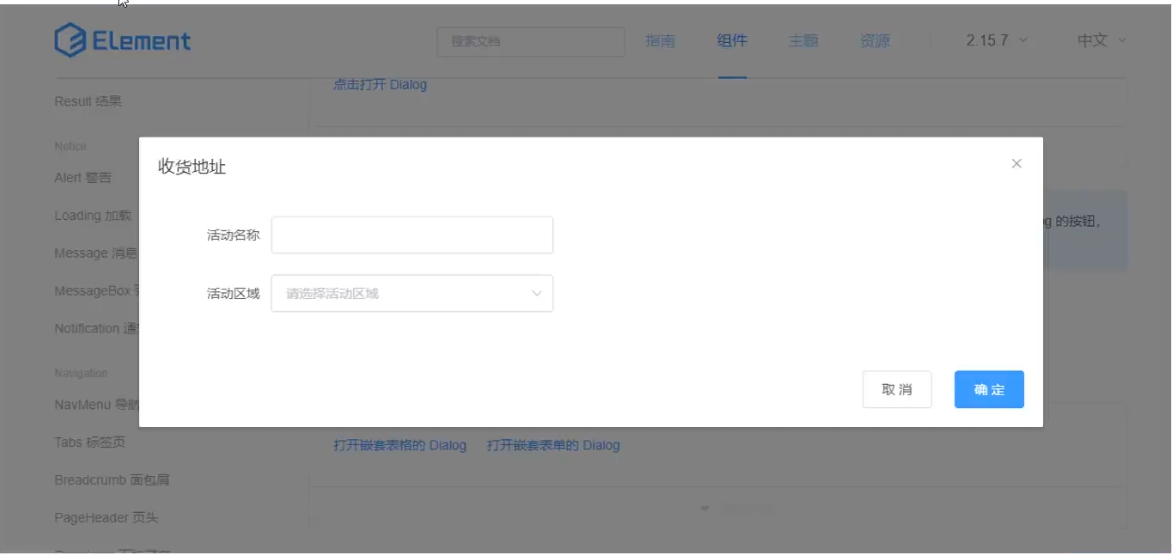 Element
搜索文档
指南 组件 主题 资源 2.15.7 中文
点击打开 Dialog
Result 结果
Notice
Alert 警告
Loading 加载
Message 消息
MessageBox
Notification 通
Navigation
NavMenu 导航
Tabs 标签页
Breadcrumb 面包屑
PageHeader 页头
收货地址
活动名称
活动区域 请选择活动区域
取消 确定
的按钮,
打开嵌套表格的 Dialog 打开嵌套表单的 Dialog